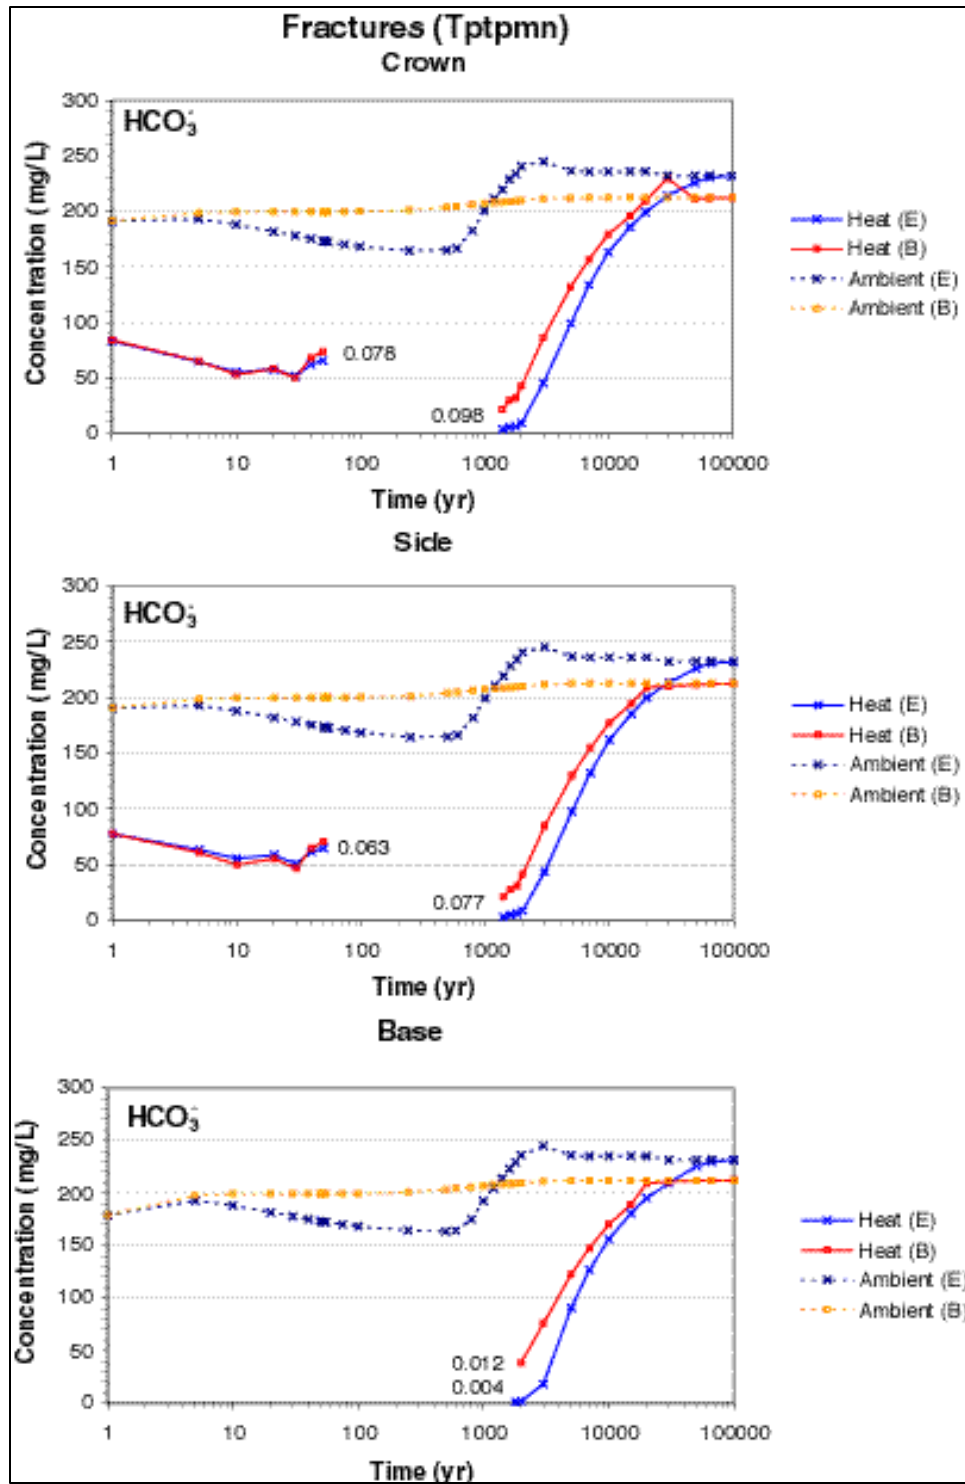 Fractures (Tptpmn)
Crown
HCO3-
Concentration (mg/L)
300
250
200
150
100
50
0
0.078
0.098
1 10 100 1000 10000 100000
Time (yr)
Heat (E)
Heat (B)
Ambient (E)
Ambient (B)
Side
HCO3-
Concentration (mg/L)
300
250
200
150
100
50
0
0.063
0.077
1 10 100 1000 10000 100000
Time (yr)
Heat (E)
Heat (B)
Ambient (E)
Ambient (B)
Base
HCO3-
Concentration (mg/L)
300
250
200
150
100
50
0
0.012
0.004
1 10 100 1000 10000 100000
Time (yr)
Heat (E)
Heat (B)
Ambient (E)
Ambient (B)